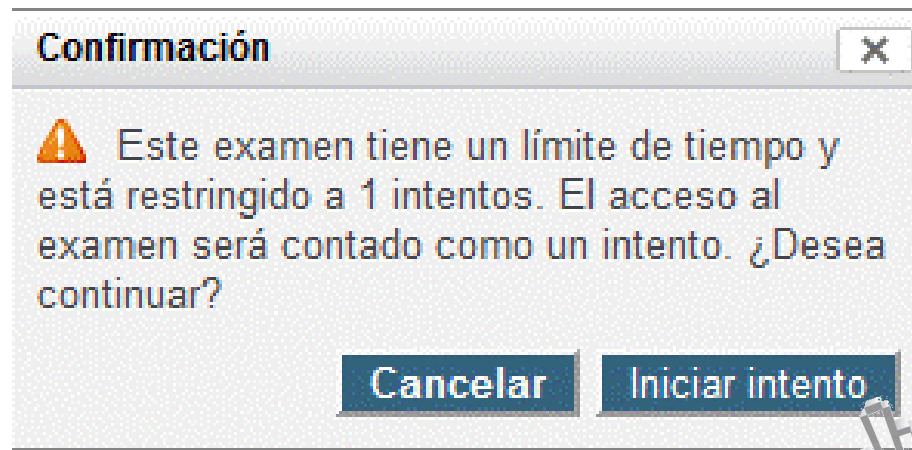 Confirmación
Este examen tiene un límite de tiempo y
está restringido a 1 intentos. El acceso al
examen será contado como un intento. ¿Desea
continuar?
Cancelar Iniciar intento